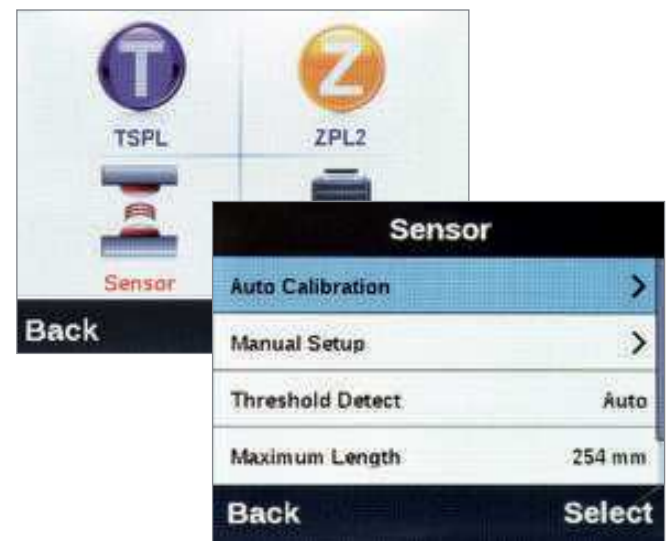 T
Z
TSPL
ZPL2
Sensor
Back
Sensor
Auto Calibration >
Manual Setup >
Threshold Detect Auto
Maximum Length 254 mm
Back Select